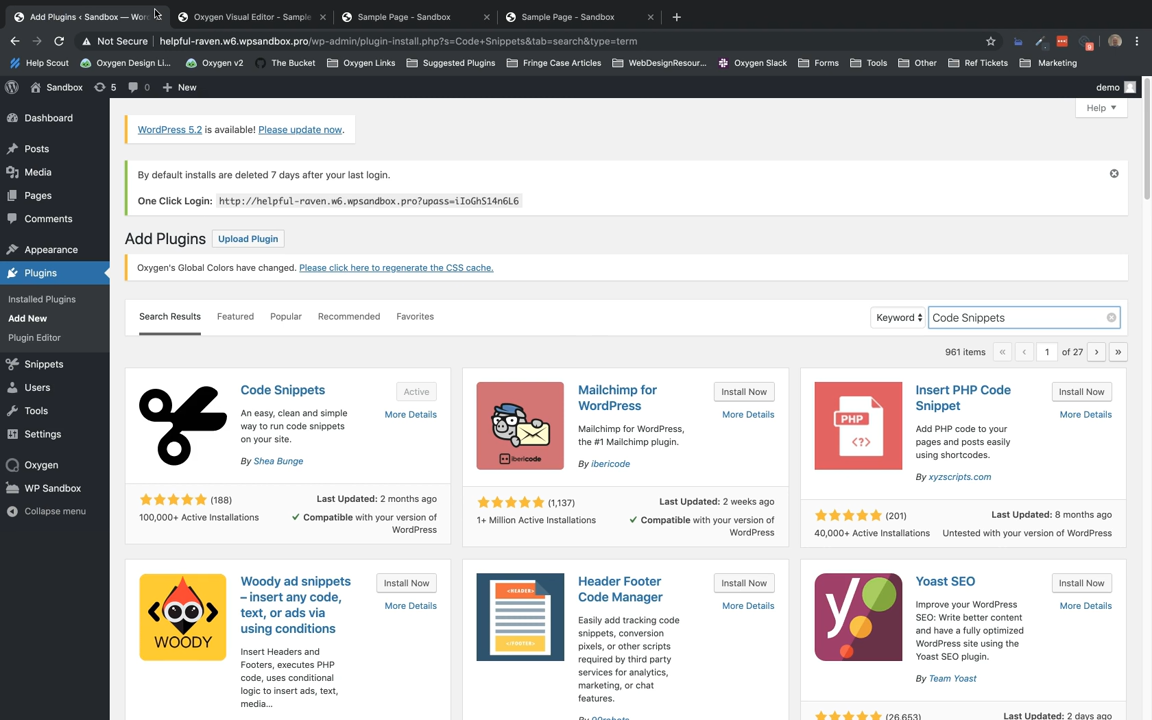 Add Plugins ‹ Sandbox — Wor
Oxygen Visual Editor - Sample
Sample Page - Sandbox
Sample Page - Sandbox
Not Secure
helpful-raven.w6.wpsandbox.pro/wp-admin/plugin-install.php?s=Code+Snippets&tab=search&type=term
Help Scout
Oxygen Design Li...
Oxygen v2
The Bucket
Oxygen Links
Suggested Plugins
Fringe Case Articles
WebDesignResour...
Oxygen Slack
Forms
Tools
Other
Ref Tickets
Marketing
Sandbox
5
0
New
demo
Dashboard
Posts
Media
Pages
Comments
Appearance
Plugins
Installed Plugins
Add New
Plugin Editor
Snippets
Users
Tools
Settings
Oxygen
WP Sandbox
Collapse menu
Help
WordPress 5.2 is available! Please update now.
By default installs are deleted 7 days after your last login.
One Click Login: http://helpful-raven.w6.wpsandbox.pro?upass=iIoGhS14n6L6
Add Plugins
Upload Plugin
Oxygen's Global Colors have changed. Please click here to regenerate the CSS cache.
Search Results
Featured
Popular
Recommended
Favorites
Keyword
Code Snippets
961 items
«
‹
1
of 27
›
»
Code Snippets
Active
More Details
An easy, clean and simple
way to run code snippets
on your site.
By Shea Bunge
(188)
100,000+ Active Installations
Last Updated: 2 months ago
Compatible with your version of
WordPress
Mailchimp for
WordPress
Install Now
More Details
Mailchimp for WordPress,
the #1 Mailchimp plugin.
By ibericode
ibericode
(1,137)
1+ Million Active Installations
Last Updated: 2 weeks ago
Compatible with your version of
WordPress
PHP
<?>
Insert PHP Code
Snippet
Install Now
More Details
Add PHP code to your
pages and posts easily
using shortcodes.
By xyzscripts.com
(201)
40,000+ Active Installations
Last Updated: 8 months ago
Untested with your version of WordPress
WOODY
Woody ad snippets
– insert any code,
text, or ads via
using conditions
Install Now
More Details
Insert Headers and
Footers, executes PHP
code, uses conditional
logic to insert ads, text,
media...
<HEADER>
<FOOTER>
Header Footer
Code Manager
Install Now
More Details
Easily add tracking code
snippets, conversion
pixels, or other scripts
required by third party
services for analytics,
marketing, or chat
features.
By 99robots
Yoast SEO
Install Now
More Details
Improve your WordPress
SEO: Write better content
and have a fully optimized
WordPress site using the
Yoast SEO plugin.
By Team Yoast
(26,653)
Last Updated: 2 days ago